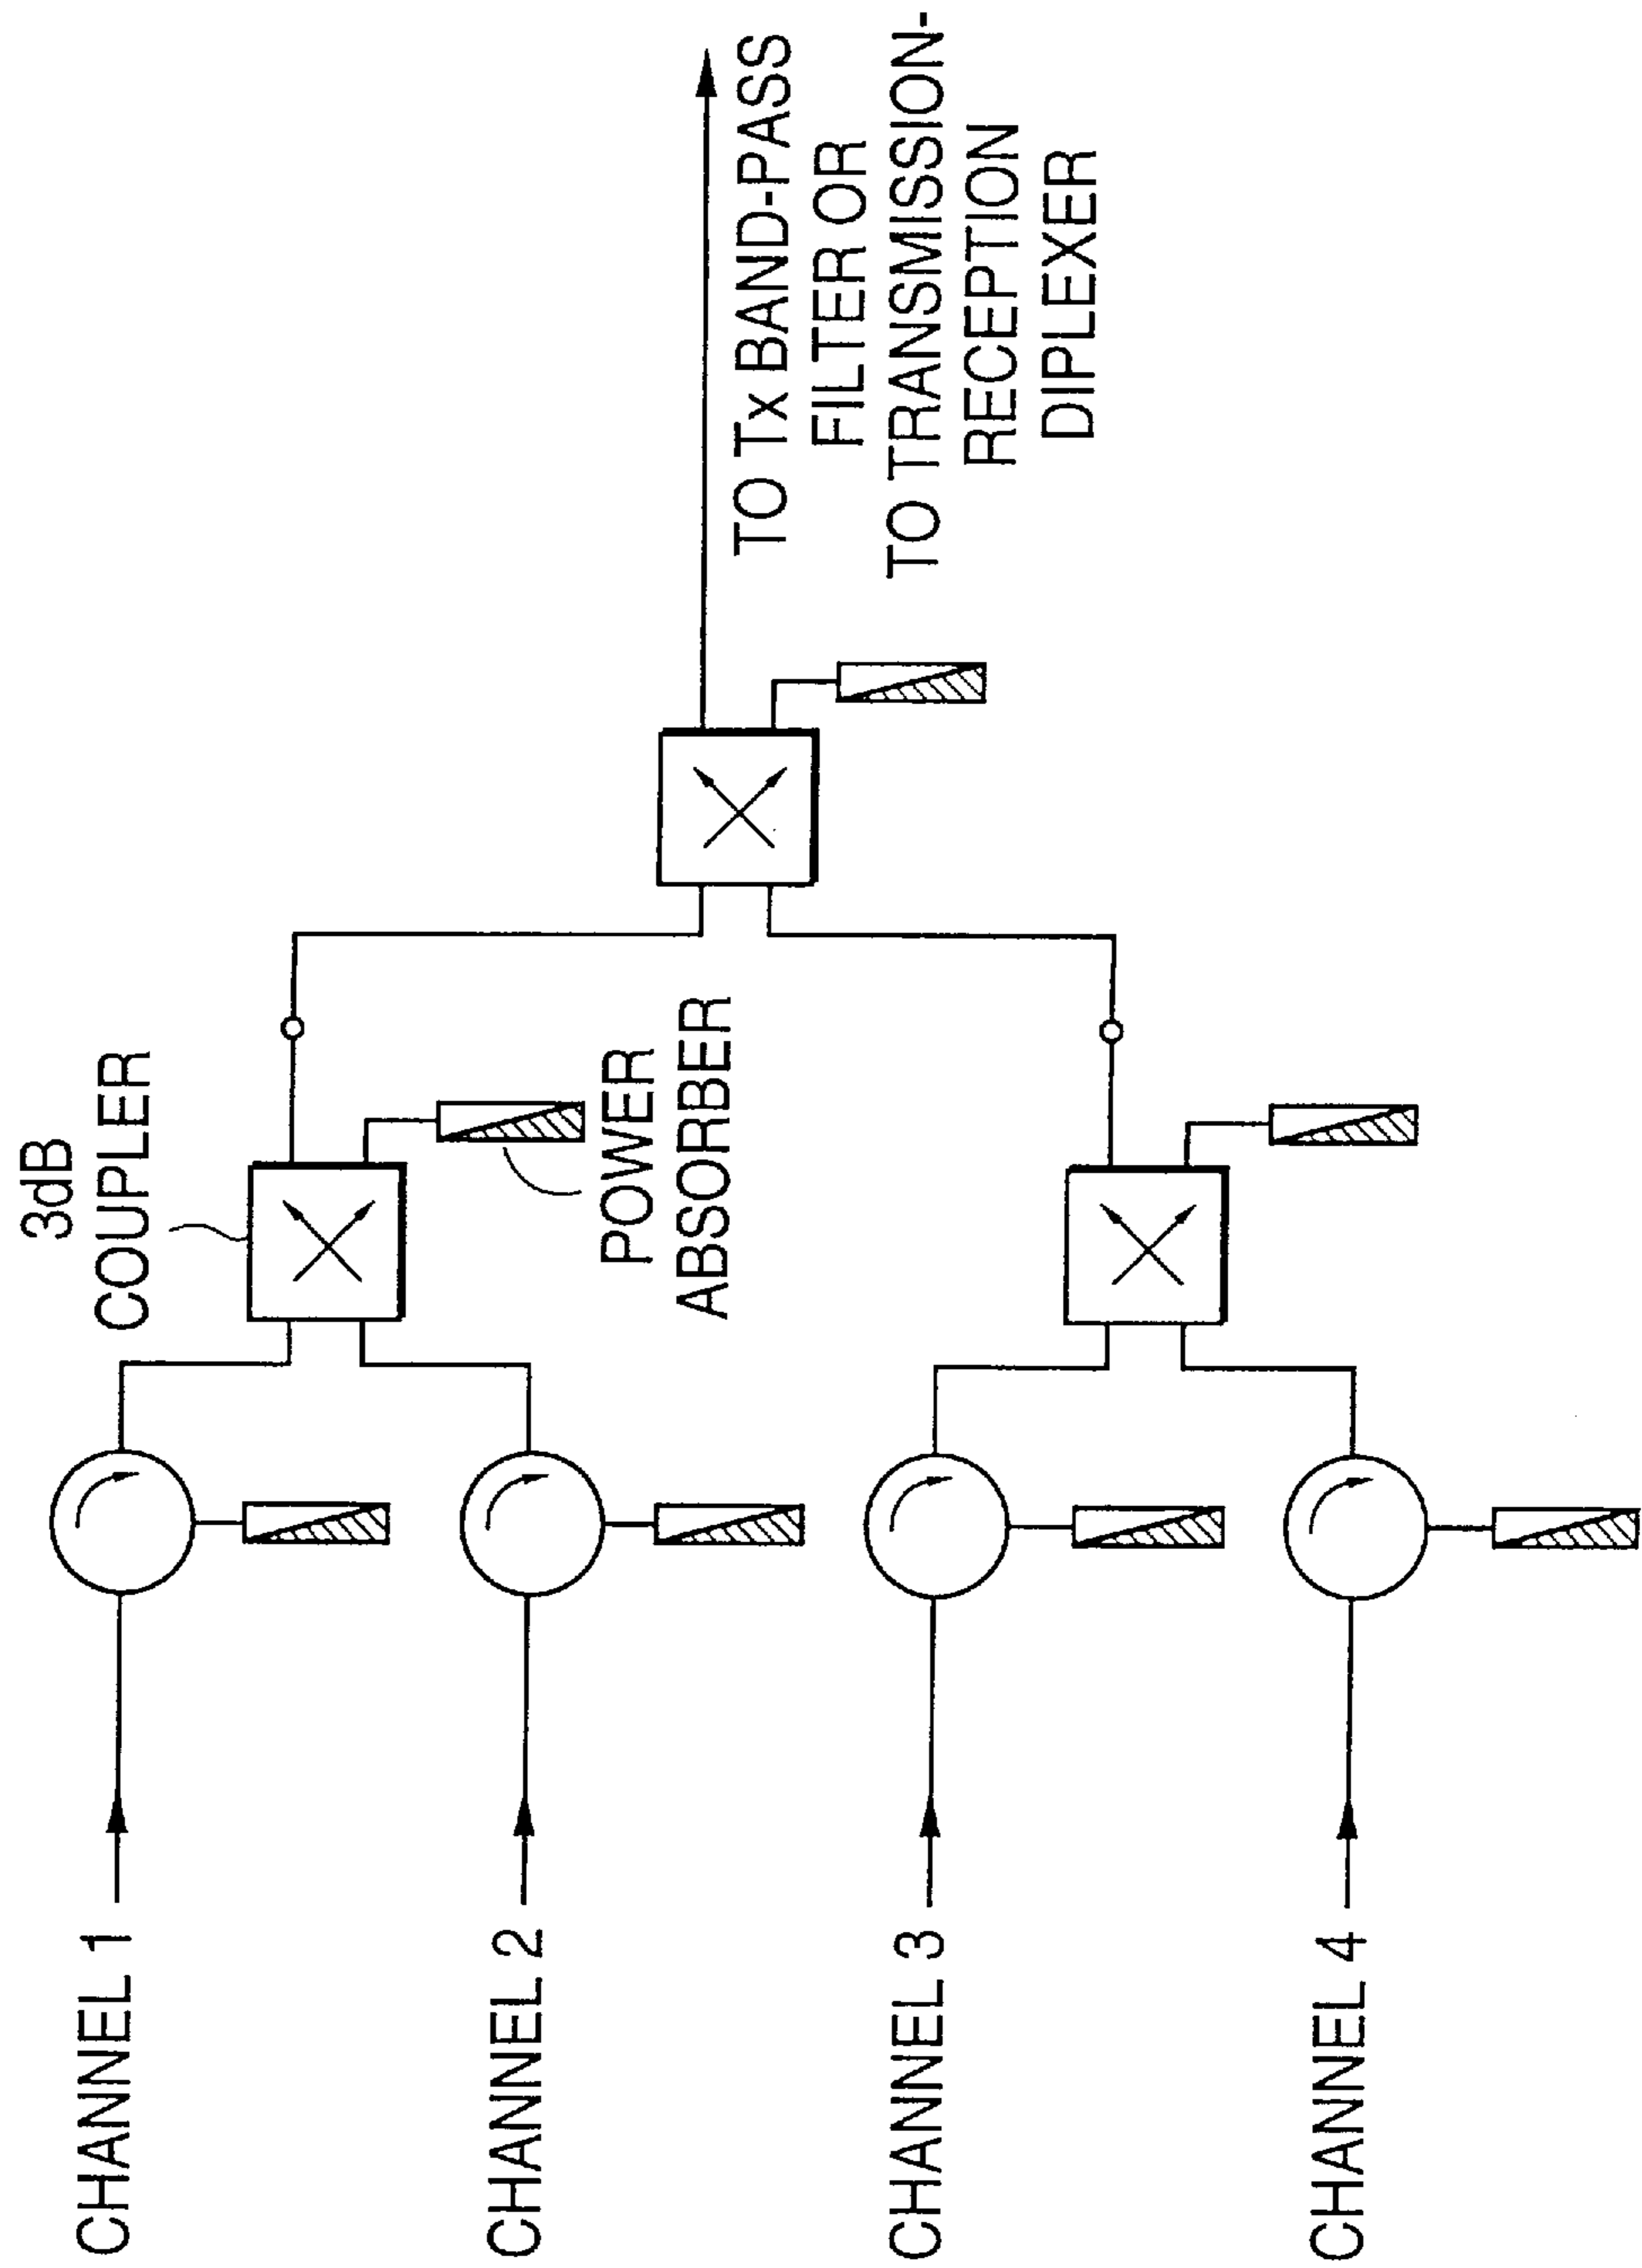 CHANNEL 1
CHANNEL 2
CHANNEL 3
CHANNEL 4
3dB
COUPLER
POWER
ABSORBER
TO Tx BAND-PASS
FILTER OR
TO TRANSMISSION-
RECEPTION
DIPLEXER